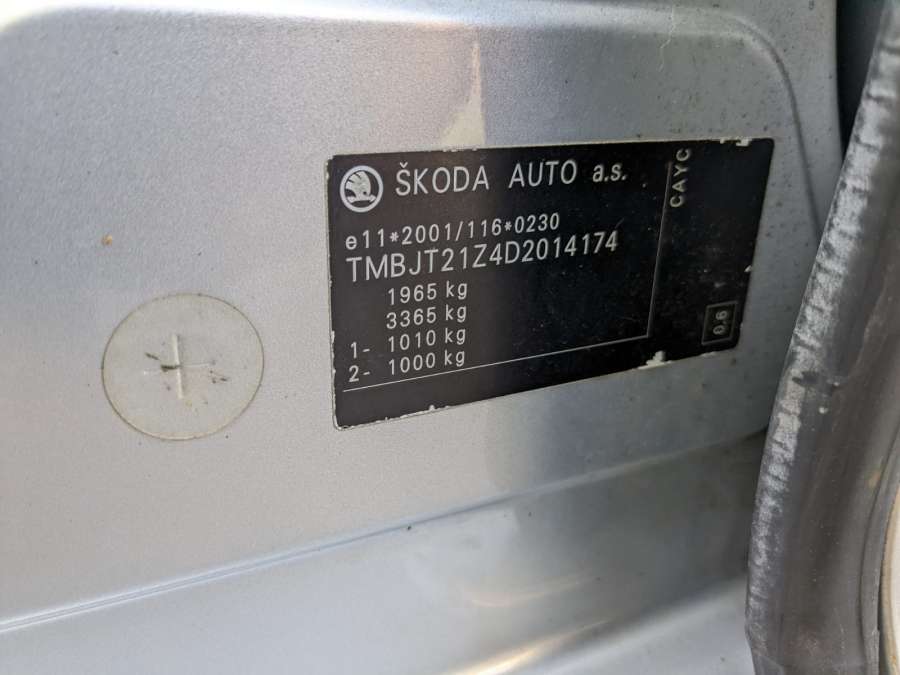 ŠKODA AUTO a.s.
CAYC
e11*2001/116*0230
TMBJT21Z4D2014174
1965 kg
3365 kg
1- 1010 kg
2- 1000 kg
0.6